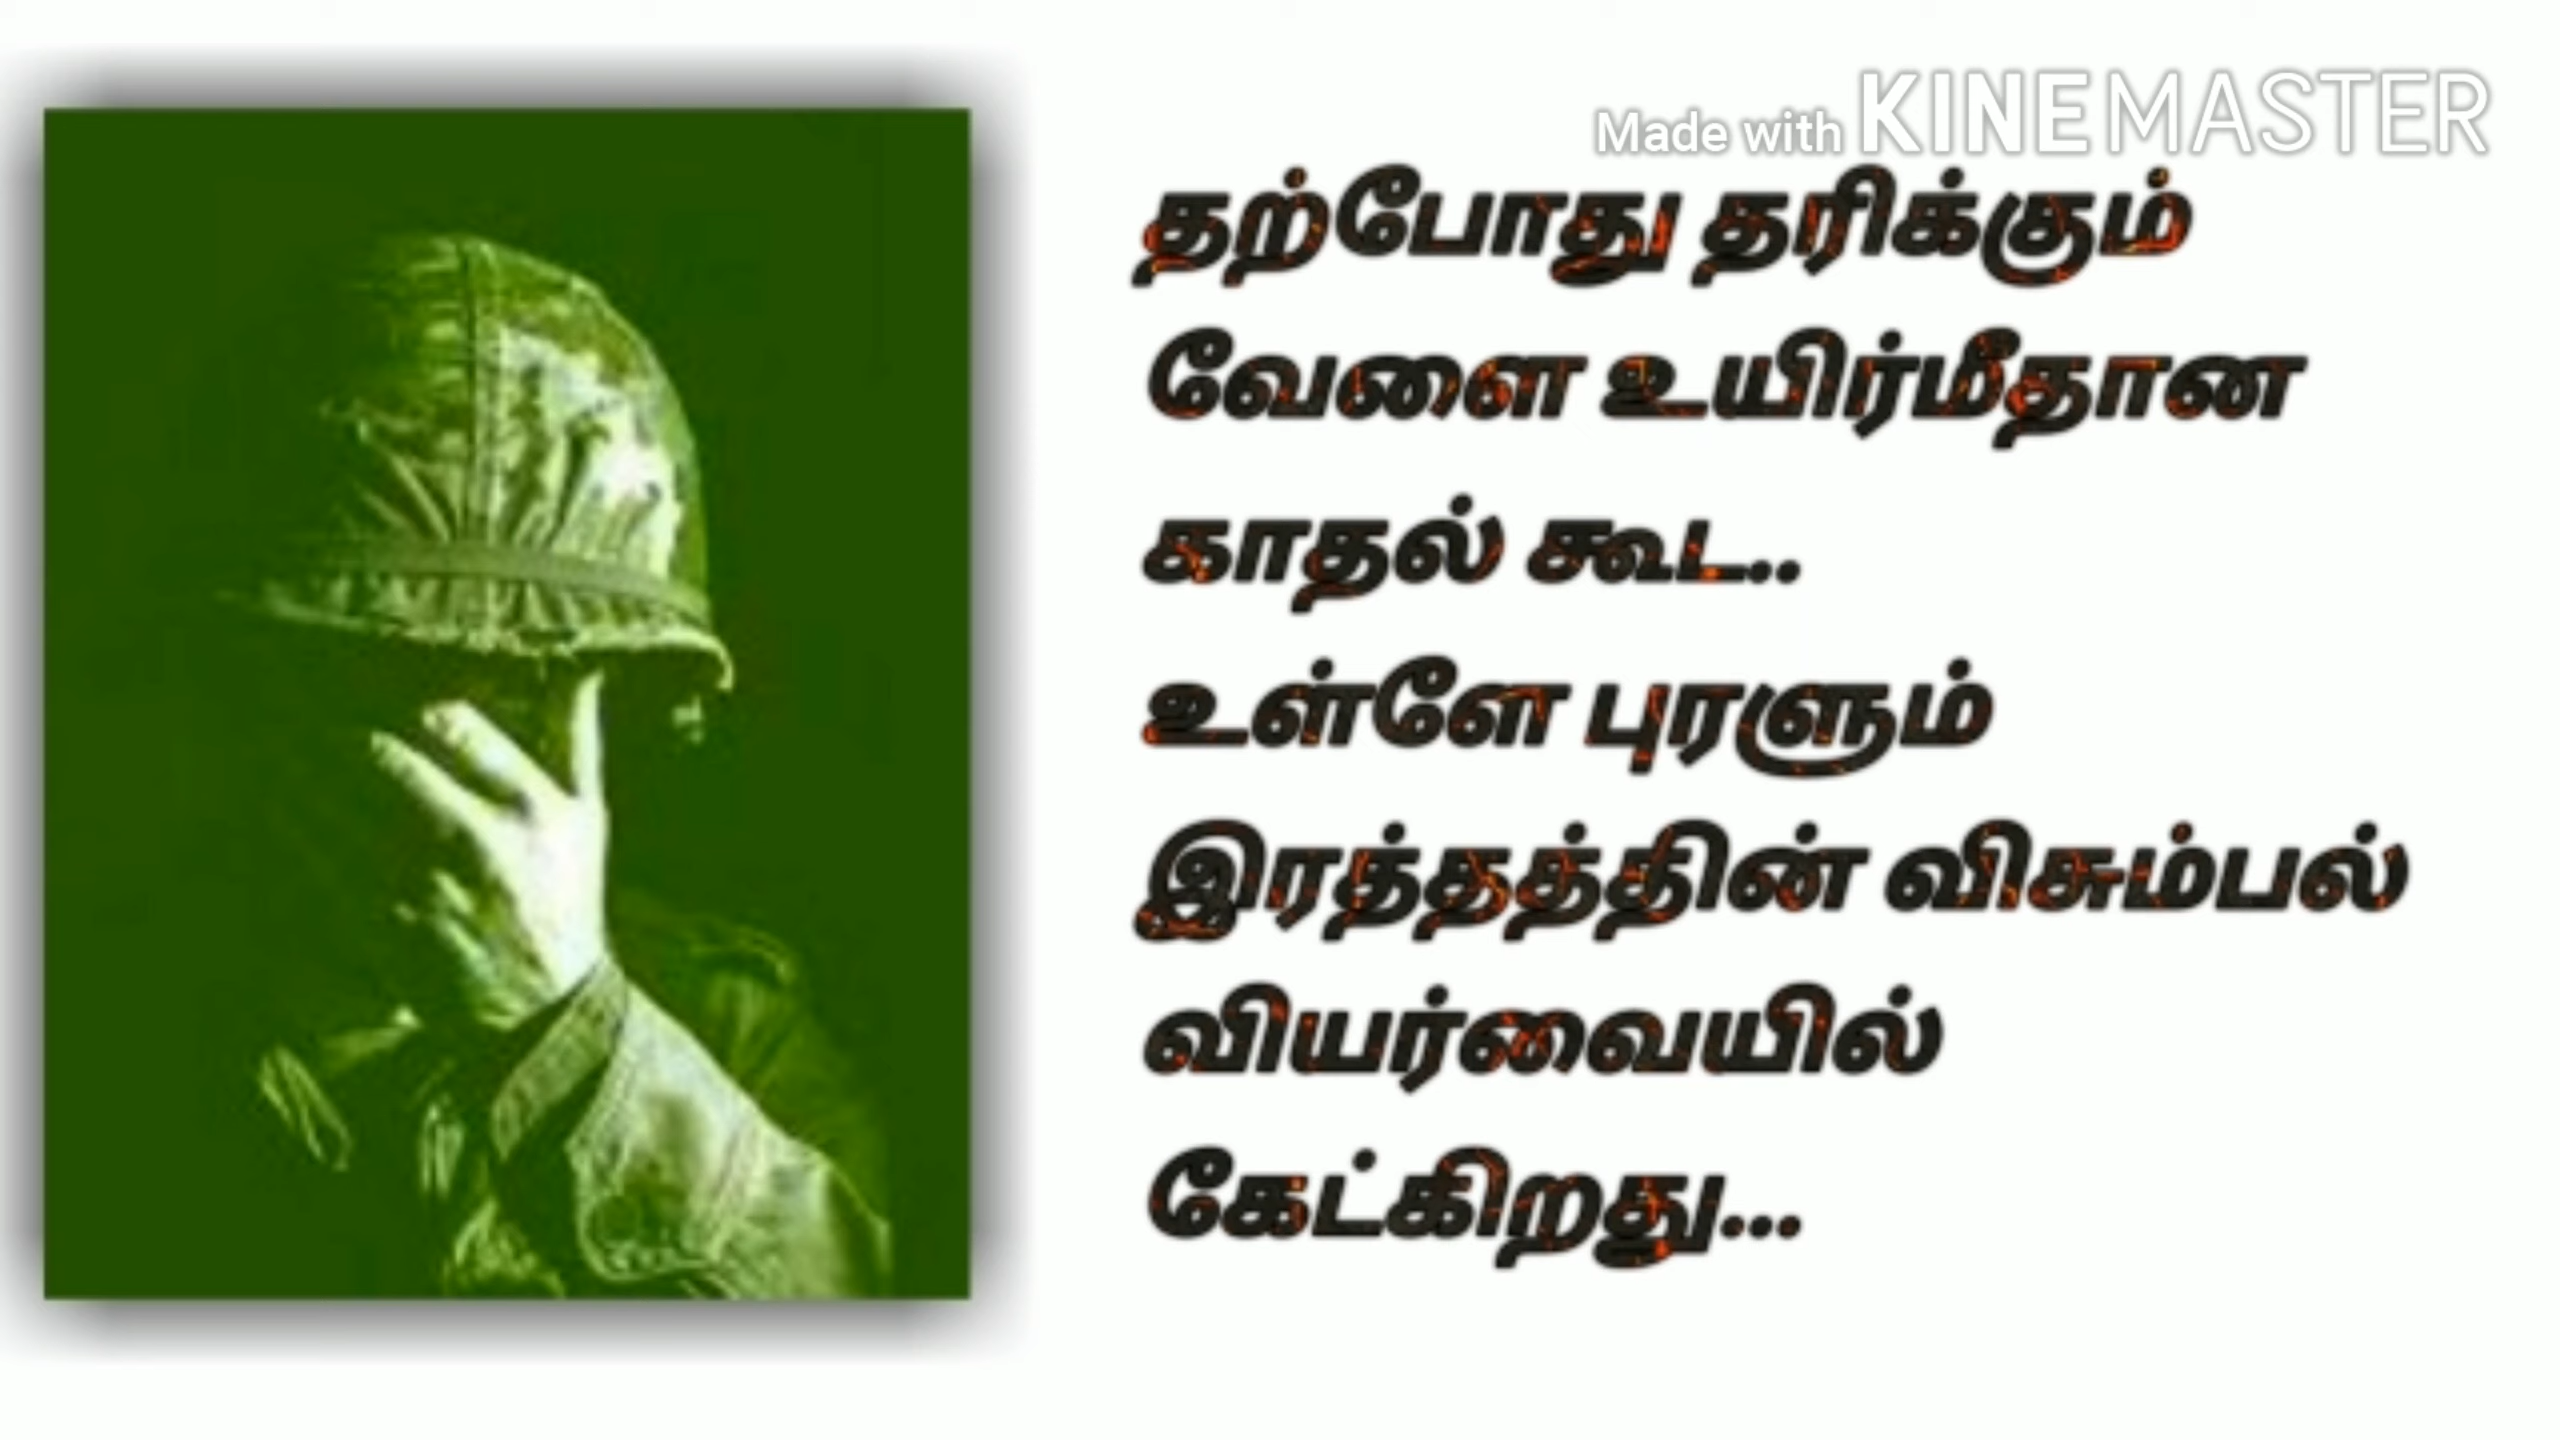 Made with KINEMASTER
தற்போது தரிக்கும்
வேளை உயிர்மீதான
காதல் கூட..
உள்ளே புரளும்
இரத்தத்தின் விசும்பல்
வியர்வையில்
கேட்கிறது...